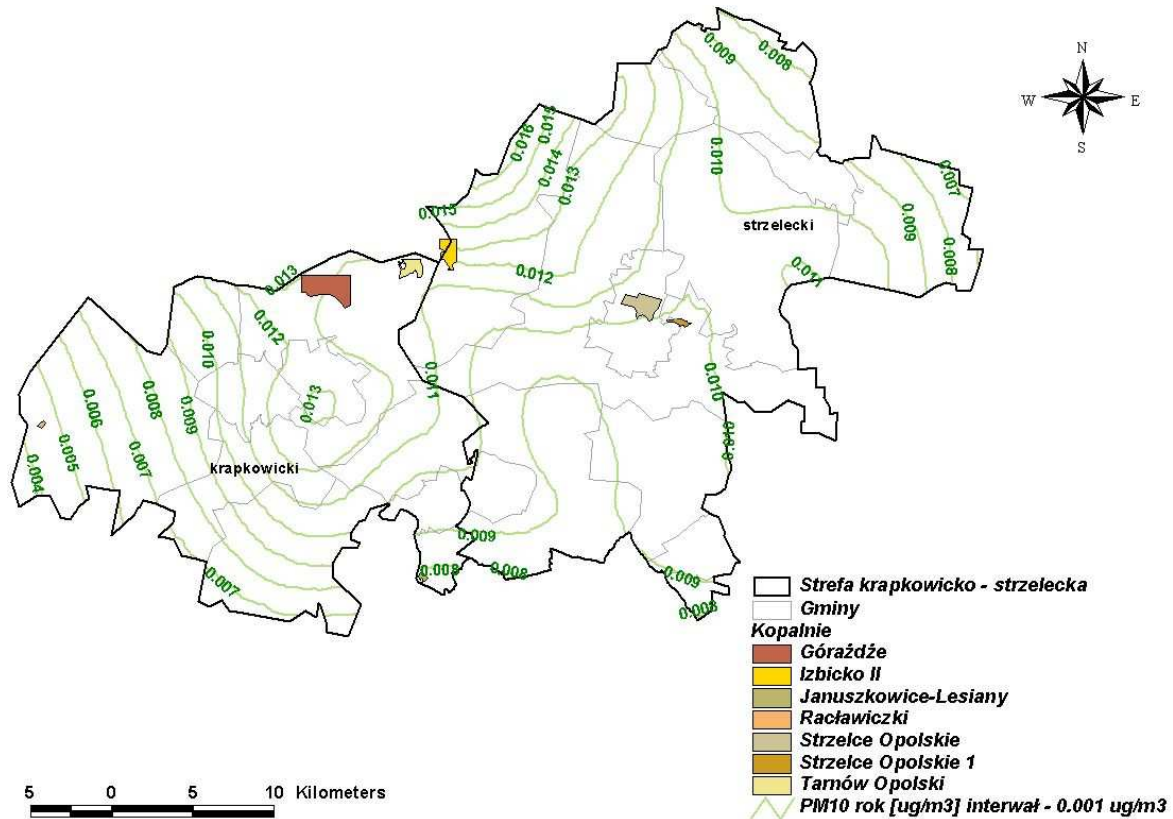 0.008
0.009
N
W
E
S
0.016
0.015
0.014
0.013
0.010
0.007
0.015
strzelecki
0.009
0.008
0.012
0.011
0.013
0.012
0.010
0.011
0.010
0.013
0.008
0.006
0.009
0.010
krapkowicki
0.004
0.005
0.007
0.009
0.008
0.008
0.009
0.007
0.008
Strefa krapkowicko - strzelecka
Gminy
Kopalnie
Górażdże
Izbicko II
Januszkowice-Lesiany
Racławiczki
Strzelce Opolskie
Strzelce Opolskie 1
Tarnów Opolski
PM10 rok [ug/m3] interwał - 0.001 ug/m3
5 0 5 10 Kilometers